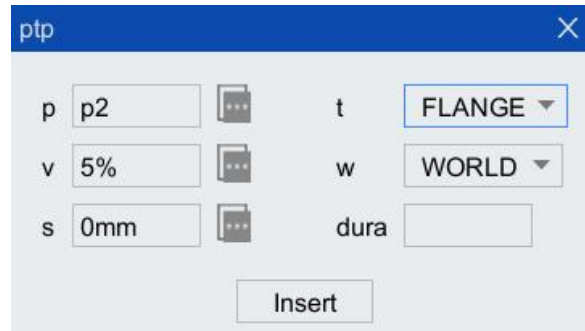 ptp
p p2 t FLANGE
v 5% w WORLD
s 0mm dura
Insert